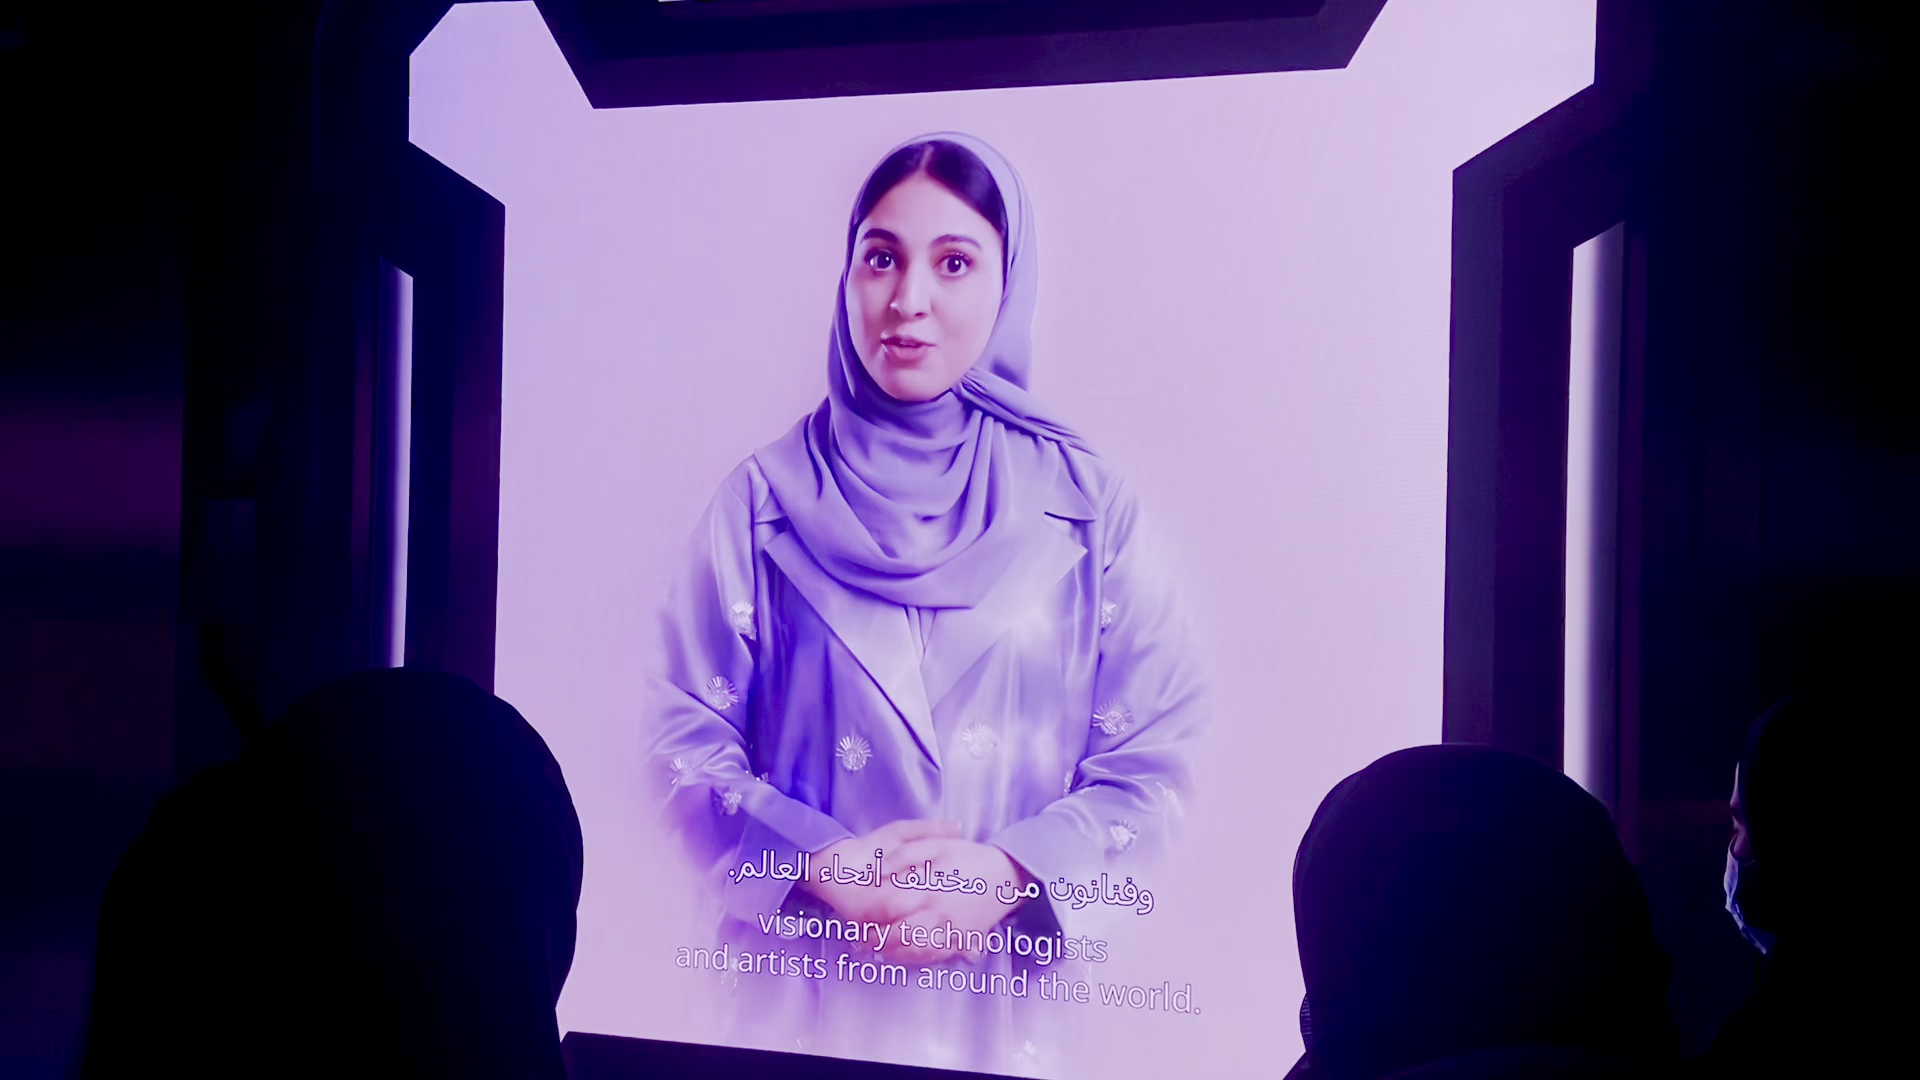 وفنانون من مختلف أنحاء العالم.
visionary technologists
and artists from around the world.